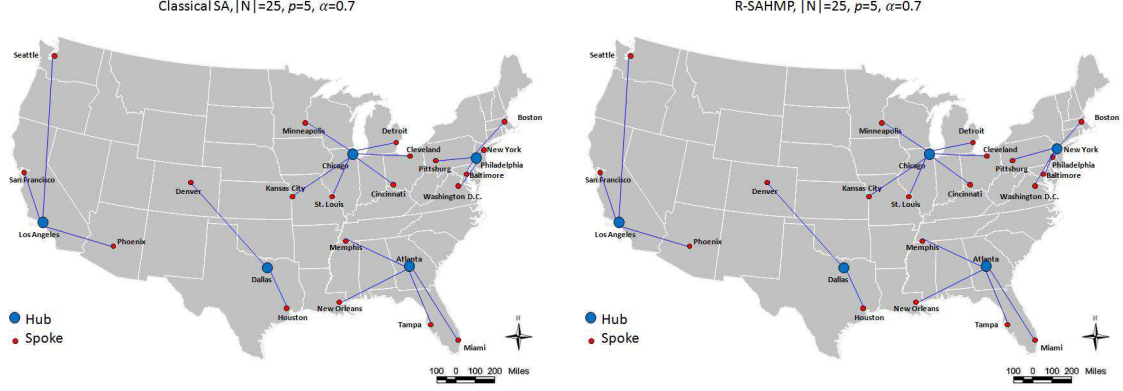 Classical SA, |N|=25, p=5, α=0.7
Seattle
Boston
Minneapolis
Detroit
New York
Cleveland
Chicago
Pittsburg
Philadelphia
San Francisco
Denver
Kansas City
Cincinnati
Baltimore
Washington D.C.
St. Louis
Los Angeles
Phoenix
Memphis
Atlanta
Dallas
New Orleans
Houston
Tampa
Miami
Hub
Spoke
N
100 0 100 200 Miles
R-SAHMP, |N|=25, p=5, α=0.7
Seattle
Boston
Minneapolis
Detroit
New York
Cleveland
Chicago
Pittsburg
Philadelphia
San Francisco
Denver
Kansas City
Cincinnati
Baltimore
Washington D.C.
St. Louis
Los Angeles
Phoenix
Memphis
Atlanta
Dallas
New Orleans
Houston
Tampa
Miami
Hub
Spoke
N
100 0 100 200 Miles